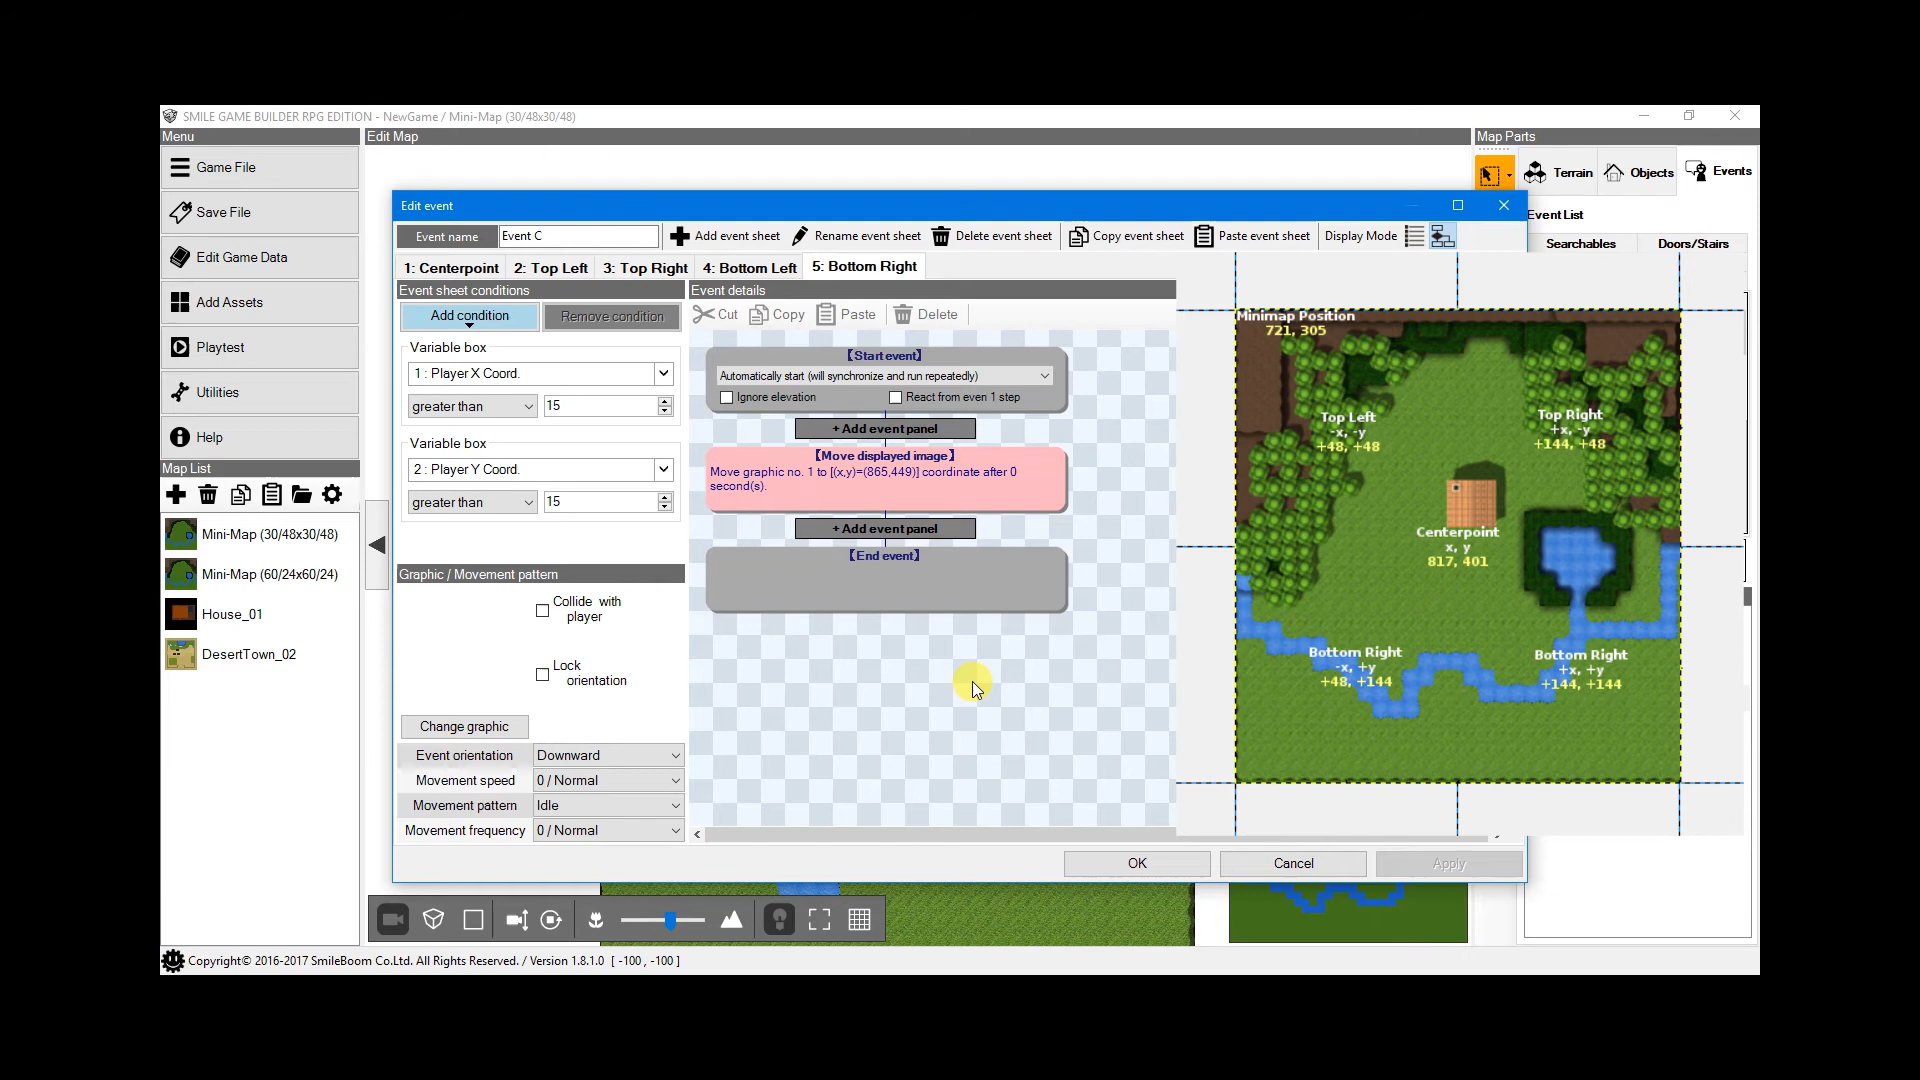 SMILE GAME BUILDER RPG EDITION - NewGame / Mini-Map (30/48x30/48)
Menu
Edit Map
Map Parts
Game File
Save File
Edit Game Data
Add Assets
Playtest
Utilities
Help
Map List
Mini-Map (30/48x30/48)
Mini-Map (60/24x60/24)
House_01
DesertTown_02
Terrain
Objects
Events
Event List
Searchables
Doors/Stairs
Edit event
Event name
Event C
Add event sheet
Rename event sheet
Delete event sheet
Copy event sheet
Paste event sheet
Display Mode
1: Centerpoint
2: Top Left
3: Top Right
4: Bottom Left
5: Bottom Right
Event sheet conditions
Add condition
Remove condition
Variable box
1 : Player X Coord.
greater than
15
Variable box
2 : Player Y Coord.
greater than
15
Graphic / Movement pattern
Collide with
player
Lock
orientation
Change graphic
Event orientation
Downward
Movement speed
0 / Normal
Movement pattern
Idle
Movement frequency
0 / Normal
Event details
Cut
Copy
Paste
Delete
【Start event】
Automatically start (will synchronize and run repeatedly)
Ignore elevation
React from even 1 step
+ Add event panel
【Move displayed image】
Move graphic no. 1 to [(x,y)=(865,449)] coordinate after 0
second(s).
+ Add event panel
【End event】
Minimap Position
721, 305
Top Left
-x, -y
+48, +48
Top Right
+x, -y
+144, +48
Centerpoint
x, y
817, 401
Bottom Right
-x, +y
+48, +144
Bottom Right
+x, +y
+144, +144
OK
Cancel
Apply
Copyright© 2016-2017 SmileBoom Co.Ltd. All Rights Reserved. / Version 1.8.1.0 [ -100 , -100 ]